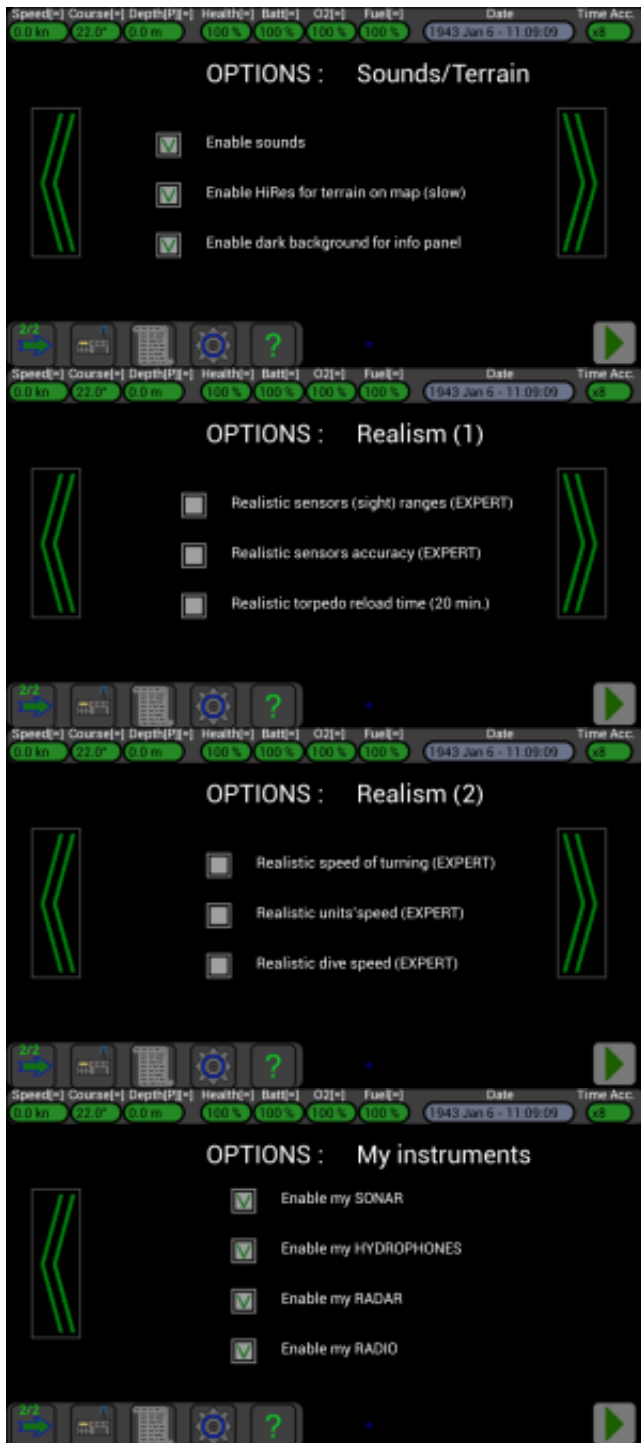 Speed[=] Course[=] Depth[P][=] Health[=] Batt[=] O2[=] Fuel[=] Date Time Acc.
0.0 kn 22.0° 0.0 m 100 % 100 % 100 % 100 % 1943 Jan 6 - 11:09:09 x8
OPTIONS : Sounds/Terrain
Enable sounds
Enable HiRes for terrain on map (slow)
Enable dark background for info panel
2/2
?
Speed[=] Course[=] Depth[P][=] Health[=] Batt[=] O2[=] Fuel[=] Date Time Acc.
0.0 kn 22.0° 0.0 m 100 % 100 % 100 % 100 % 1943 Jan 6 - 11:09:09 x8
OPTIONS : Realism (1)
Realistic sensors (sight) ranges (EXPERT)
Realistic sensors accuracy (EXPERT)
Realistic torpedo reload time (20 min.)
2/2
?
Speed[=] Course[=] Depth[P][=] Health[=] Batt[=] O2[=] Fuel[=] Date Time Acc.
0.0 kn 22.0° 0.0 m 100 % 100 % 100 % 100 % 1943 Jan 6 - 11:09:09 x8
OPTIONS : Realism (2)
Realistic speed of turning (EXPERT)
Realistic units'speed (EXPERT)
Realistic dive speed (EXPERT)
2/2
?
Speed[=] Course[=] Depth[P][=] Health[=] Batt[=] O2[=] Fuel[=] Date Time Acc.
0.0 kn 22.0° 0.0 m 100 % 100 % 100 % 100 % 1943 Jan 6 - 11:09:09 x8
OPTIONS : My instruments
Enable my SONAR
Enable my HYDROPHONES
Enable my RADAR
Enable my RADIO
2/2
?